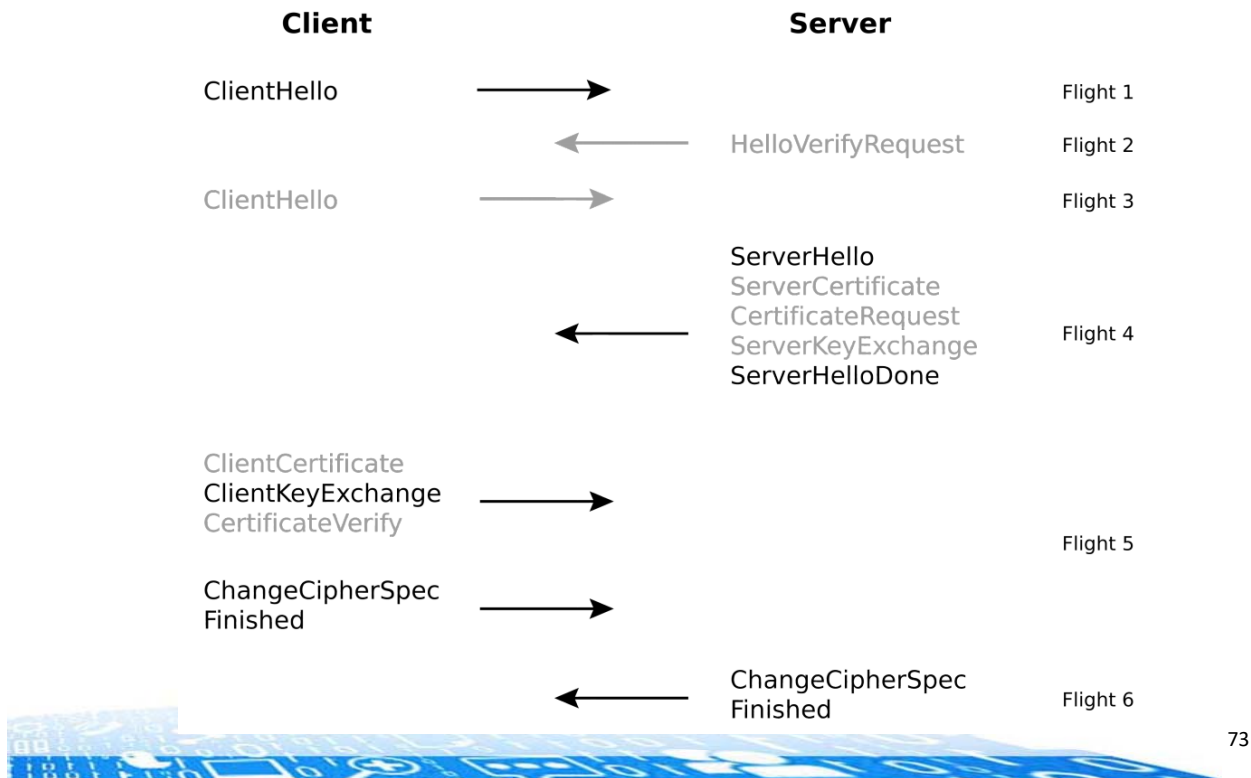 Client Server
ClientHello Flight 1
HelloVerifyRequest Flight 2
ClientHello Flight 3
ServerHello
ServerCertificate
CertificateRequest
Flight 4
ServerKeyExchange
ServerHelloDone
ClientCertificate
ClientKeyExchange
CertificateVerify
Flight 5
ChangeCipherSpec
Finished
ChangeCipherSpec
Finished
Flight 6
73